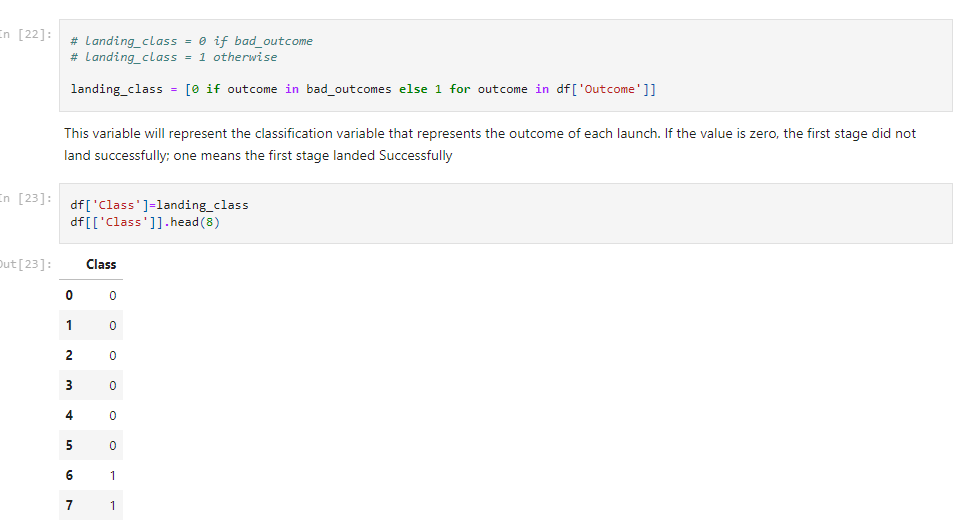 In [22]:
# landing_class = 0 if bad_outcome
# landing_class = 1 otherwise
landing_class = [0 if outcome in bad_outcomes else 1 for outcome in df['Outcome']]
This variable will represent the classification variable that represents the outcome of each launch. If the value is zero, the first stage did not
land successfully; one means the first stage landed Successfully
In [23]:
df['Class']=landing_class
df[['Class']].head(8)
Out[23]:
Class
0 0
1 0
2 0
3 0
4 0
5 0
6 1
7 1